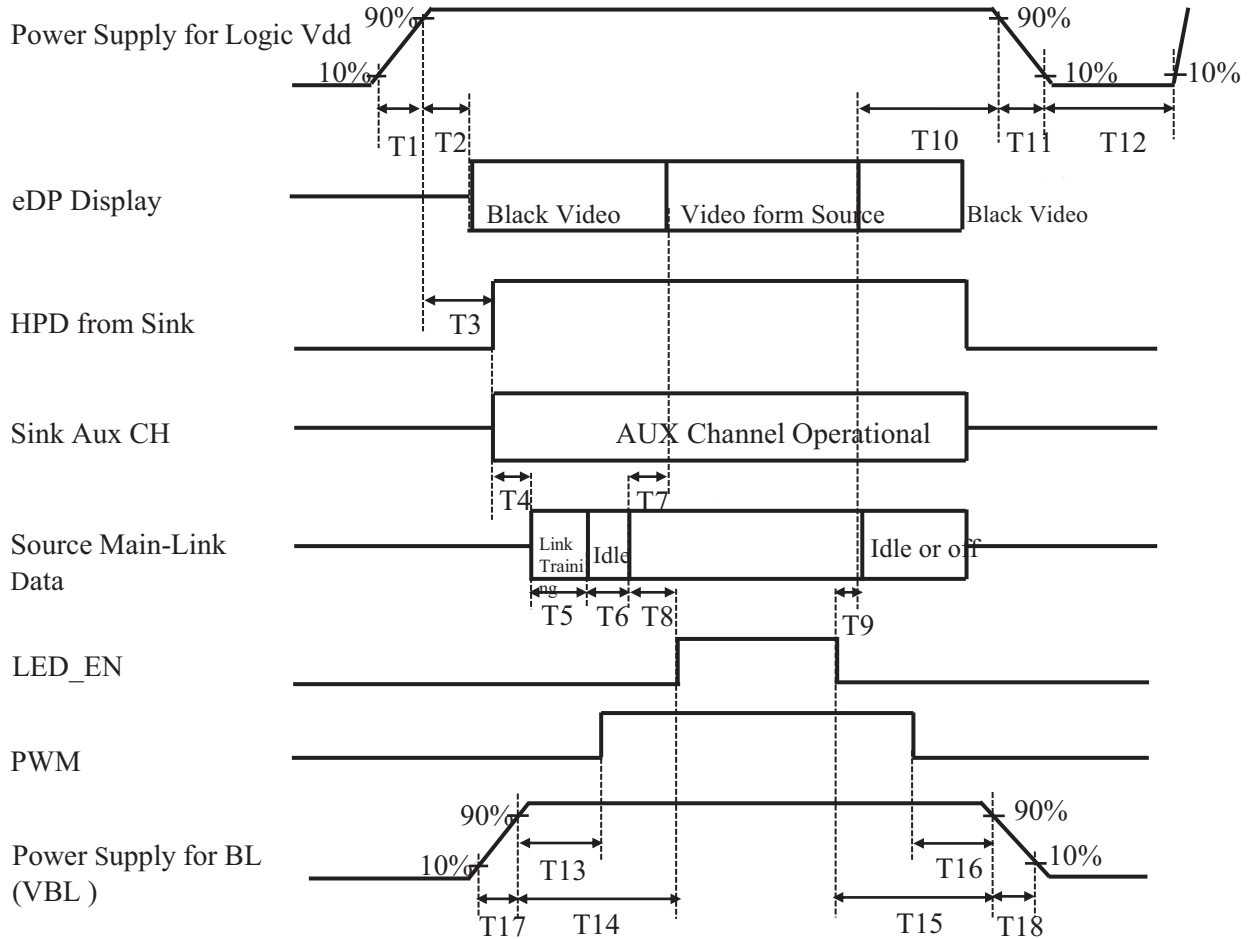 90%
90%
Power Supply for Logic Vdd
10%
10%
10%
T1
T2
T10
T11
T12
eDP Display
Black Video
Video form Source
Black Video
HPD from Sink
T3
Sink Aux CH
AUX Channel Operational
T4
T7
Source Main-Link
Data
Link
Traini
ng
Idle
Idle or off
T5
T6
T8
T9
LED_EN
PWM
90%
90%
Power Supply for BL
(VBL )
10%
T13
T16
10%
T17
T14
T15
T18